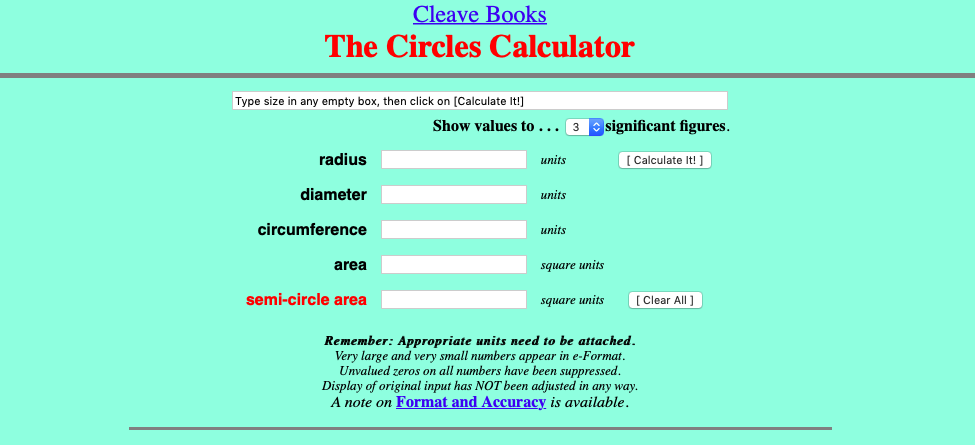 Cleave Books
The Circles Calculator
Type size in any empty box, then click on [Calculate It!]
Show values to . . . 3 significant figures.
radius units [ Calculate It! ]
diameter units
circumference units
area square units
semi-circle area square units [ Clear All ]
Remember: Appropriate units need to be attached.
Very large and very small numbers appear in e-Format.
Unvalued zeros on all numbers have been suppressed.
Display of original input has NOT been adjusted in any way.
A note on Format and Accuracy is available.